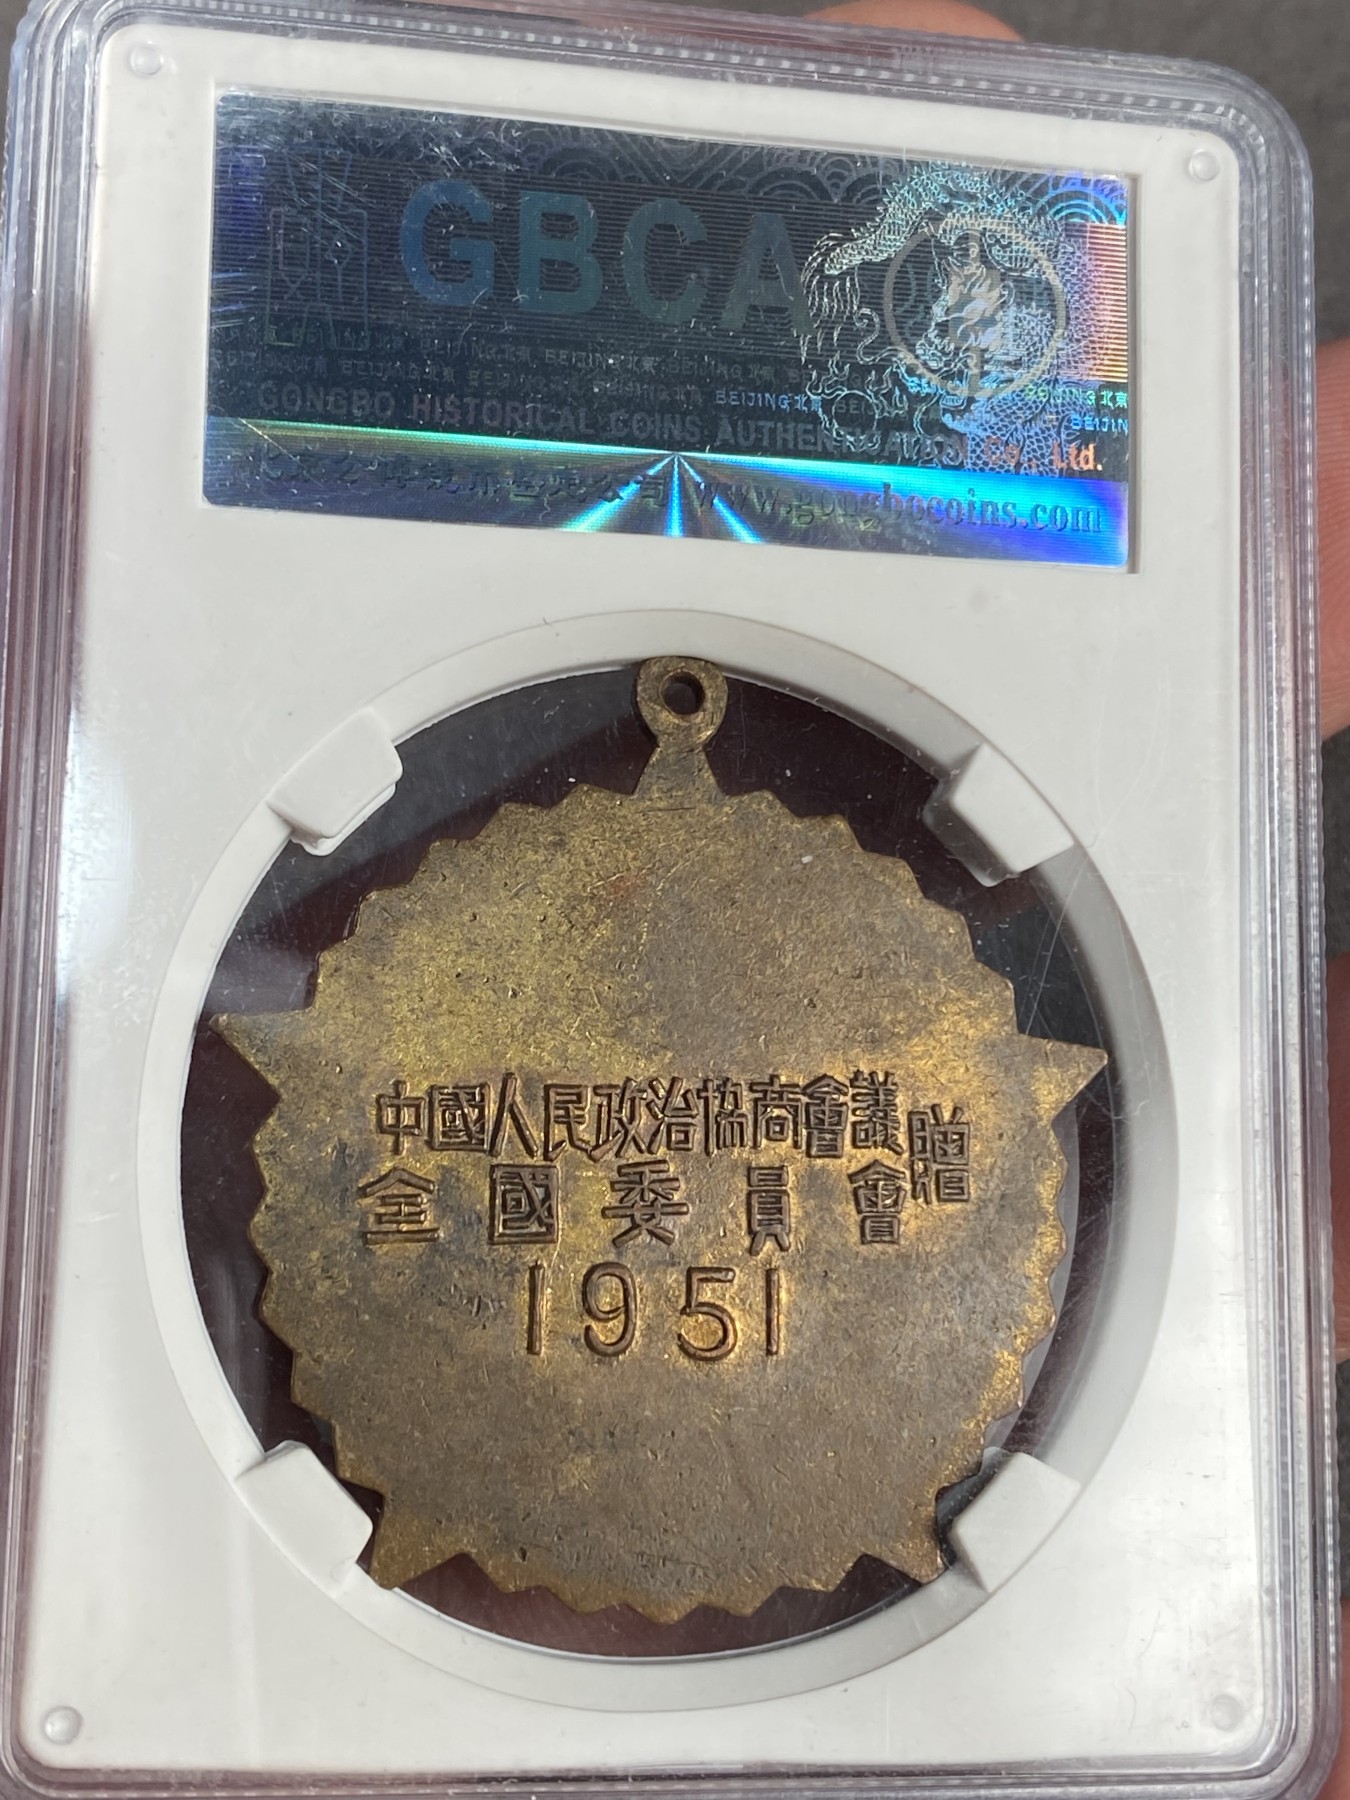 GBCA
BEIJING北京 BEIJING北京 BEIJING北京 BEIJING北京
GONGBO HISTORICAL COINS AUTHENTICATION Co., Ltd.
www.gongbocoins.com
中國人民政治協商會議
全國委員會
贈
1951